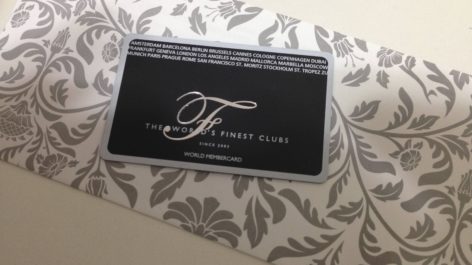 AMSTERDAM BARCELONA BERLIN BRUSSELS CANNES COLOGNE COPENHAGEN DUBAI
FRANKFURT GENEVA LONDON LOS ANGELES MADRID MALLORCA MARBELLA MOSCOW
MUNICH PARIS PRAGUE ROME SAN FRANCISCO ST. MORITZ STOCKHOLM ST. TROPEZ ZU
F
THE WORLD'S FINEST CLUBS
SINCE 2005
WORLD MEMBERCARD